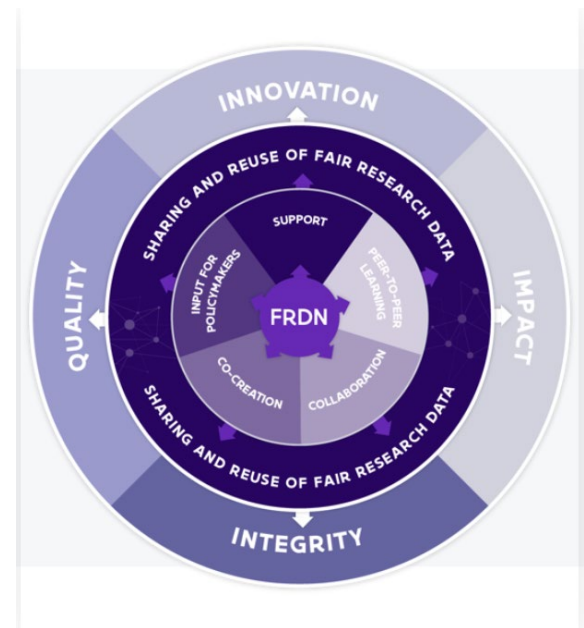 INNOVATION
SHARING AND REUSE OF FAIR RESEARCH DATA
SUPPORT
INPUT FOR
POLICYMAKERS
PEER-TO-PEER
LEARNING
FRDN
QUALITY
IMPACT
CO-CREATION
COLLABORATION
SHARING AND REUSE OF FAIR RESEARCH DATA
INTEGRITY